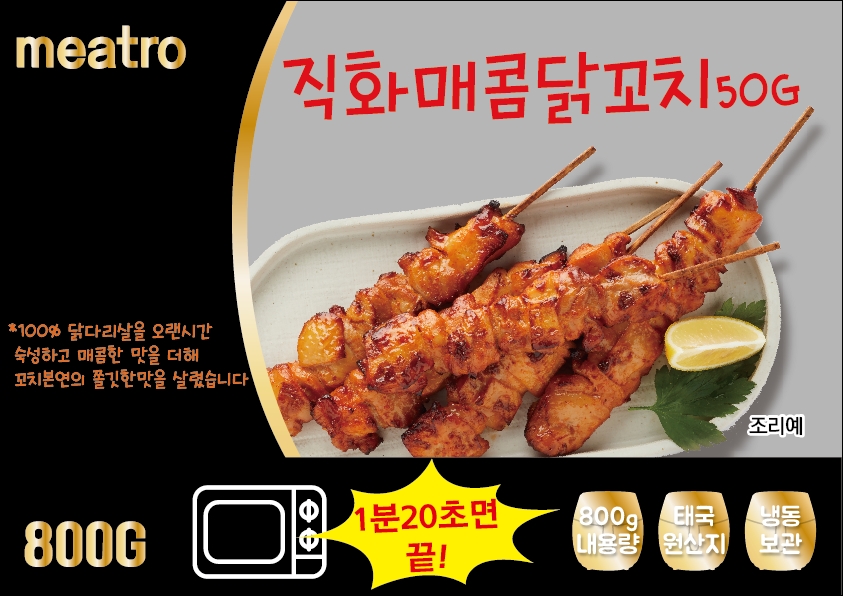 meatro
직화매콤닭꼬치50G
*100% 닭다리살을 오랜시간
숙성하고 매콤한 맛을 더해
꼬치본연의 쫄깃한맛을 살렸습니다
조리예
800G
1분20초면
끝!
800g
내용량
태국
원산지
냉동
보관